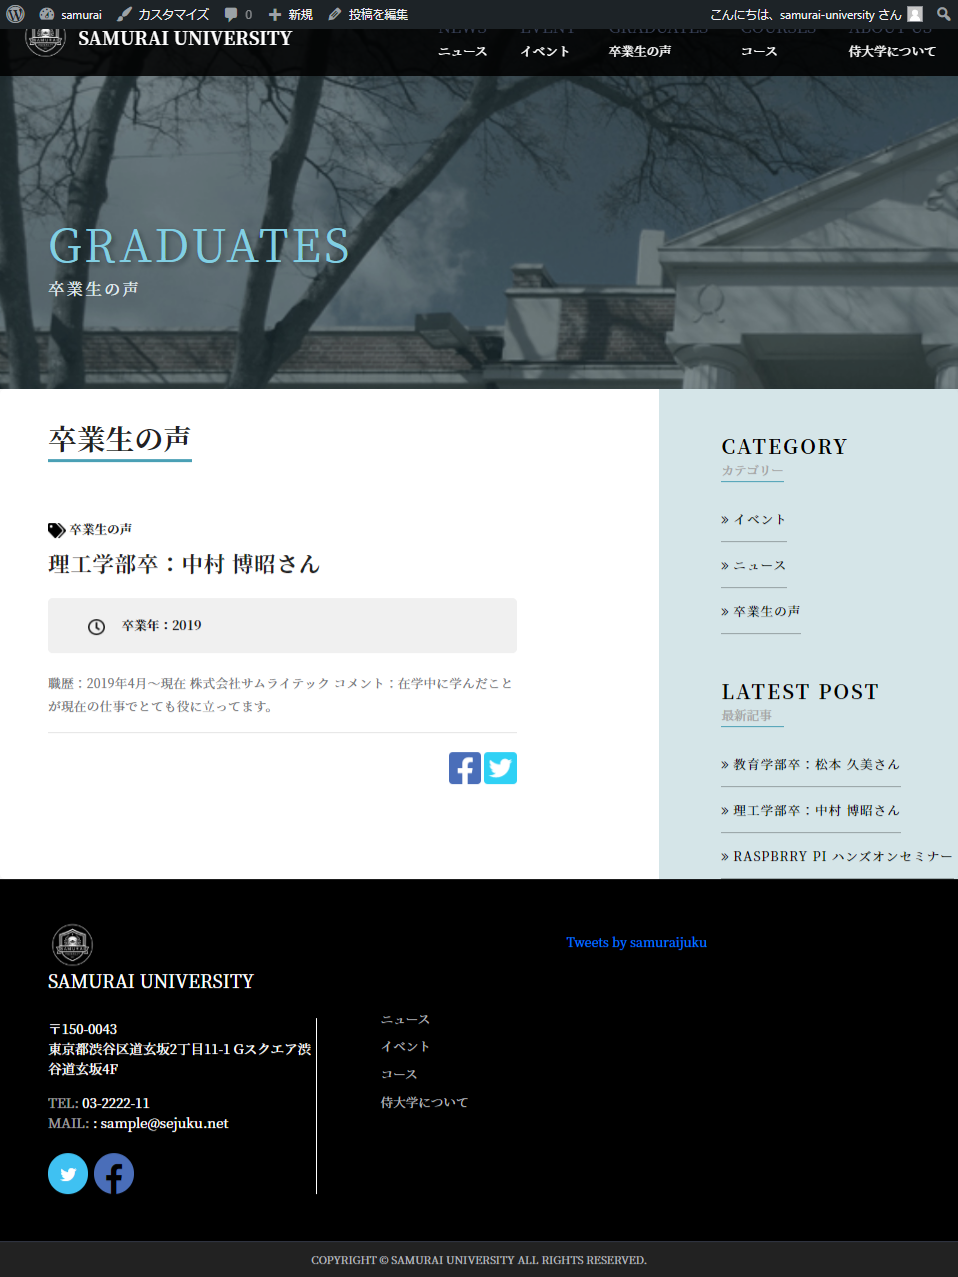 samurai カスタマイズ 0 新規 投稿を編集 こんにちは、samurai-university さん
SAMURAI UNIVERSITY
NEWS EVENT GRADUATES COURSES ABOUT US
ニュース イベント 卒業生の声 コース 侍大学について
GRADUATES
卒業生の声
卒業生の声
卒業生の声
理工学部卒：中村 博昭さん
卒業年：2019
職歴：2019年4月〜現在 株式会社サムライテック コメント：在学中に学んだこと
が現在の仕事でとても役に立ってます。
CATEGORY
カテゴリー
» イベント
» ニュース
» 卒業生の声
LATEST POST
最新記事
» 教育学部卒：松本 久美さん
» 理工学部卒：中村 博昭さん
» RASPBRRY PI ハンズオンセミナー
SAMURAI UNIVERSITY
〒150-0043
東京都渋谷区道玄坂2丁目11-1 Gスクエア渋
谷道玄坂4F
TEL: 03-2222-11
MAIL: : sample@sejuku.net
ニュース
イベント
コース
侍大学について
Tweets by samuraijuku
COPYRIGHT © SAMURAI UNIVERSITY ALL RIGHTS RESERVED.